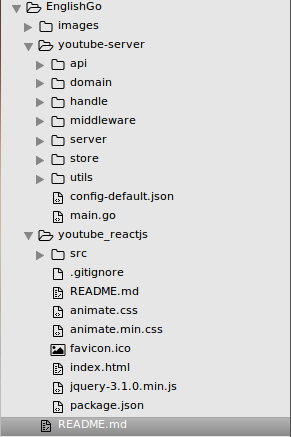 EnglishGo
images
youtube-server
api
domain
handle
middleware
server
store
utils
config-default.json
main.go
youtube_reactjs
src
.gitignore
README.md
animate.css
animate.min.css
favicon.ico
index.html
jquery-3.1.0.min.js
package.json
README.md